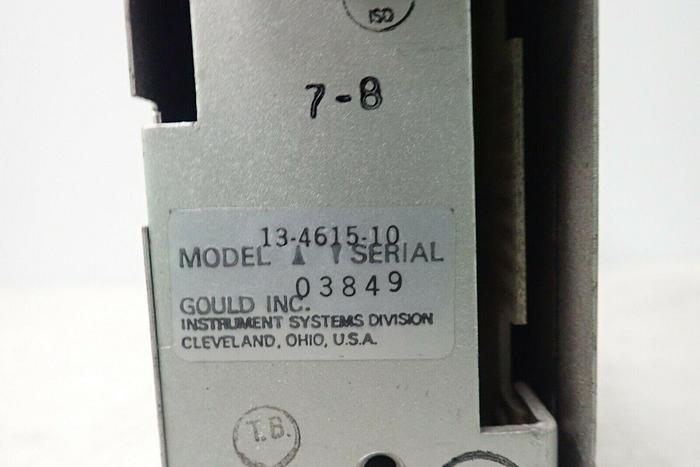 ISO
7-8
13-4615-10
MODEL ▲ ▼ SERIAL
03849
GOULD INC.
INSTRUMENT SYSTEMS DIVISION
CLEVELAND, OHIO, U.S.A.
T.B.